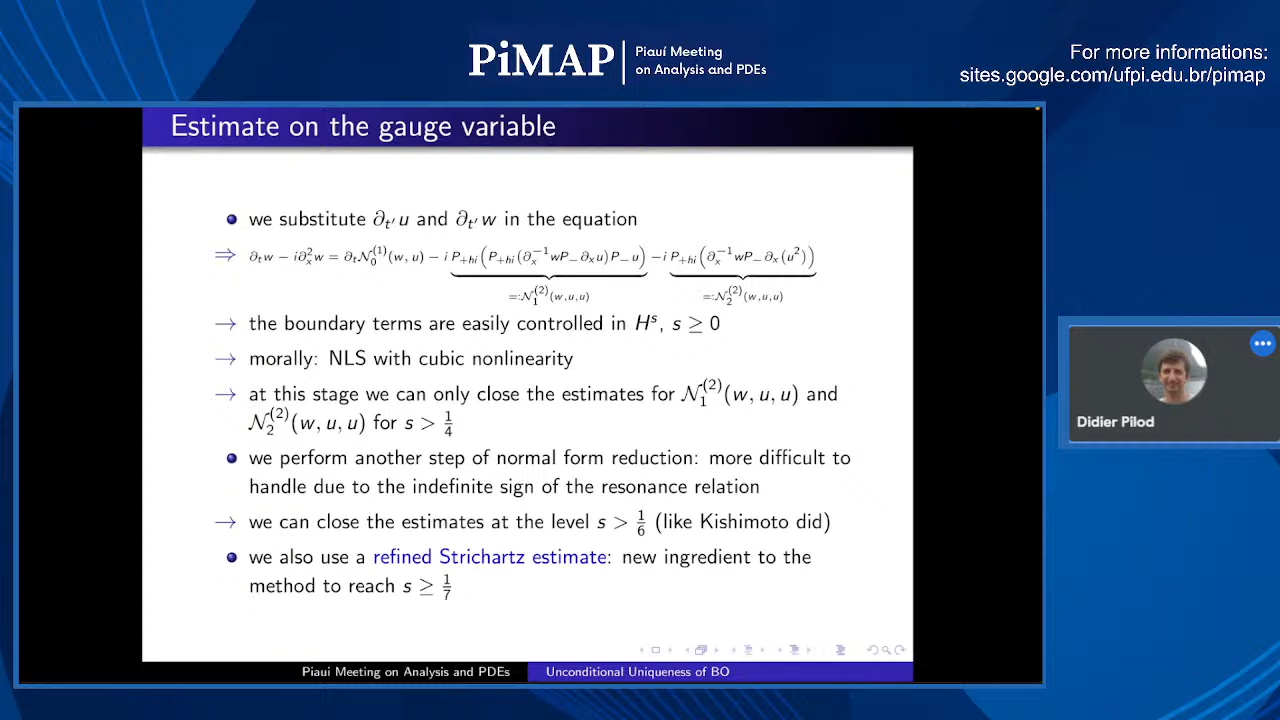 PiMAP
Piauí Meeting
on Analysis and PDEs
For more informations:
sites.google.com/ufpi.edu.br/pimap
Estimate on the gauge variable
we substitute ∂_{t'}u and ∂_{t'}w in the equation
⇒ ∂_t w − i∂_x^2 w = ∂_t N_0^{(1)}(w, u) − i P_{+hi}(P_{+hi}(∂_x^{-1}wP_−∂_x u)P_−u) − i P_{+hi}(∂_x^{-1}wP_−∂_x(u^2))
=:N_1^{(2)}(w,u,u) =:N_2^{(2)}(w,u,u)
→ the boundary terms are easily controlled in H^s, s ≥ 0
→ morally: NLS with cubic nonlinearity
→ at this stage we can only close the estimates for N_1^{(2)}(w, u, u) and
N_2^{(2)}(w, u, u) for s > 1/4
we perform another step of normal form reduction: more difficult to
handle due to the indefinite sign of the resonance relation
→ we can close the estimates at the level s > 1/6 (like Kishimoto did)
we also use a refined Strichartz estimate: new ingredient to the
method to reach s ≥ 1/7
Piaui Meeting on Analysis and PDEs
Unconditional Uniqueness of BO
Didier Pilod